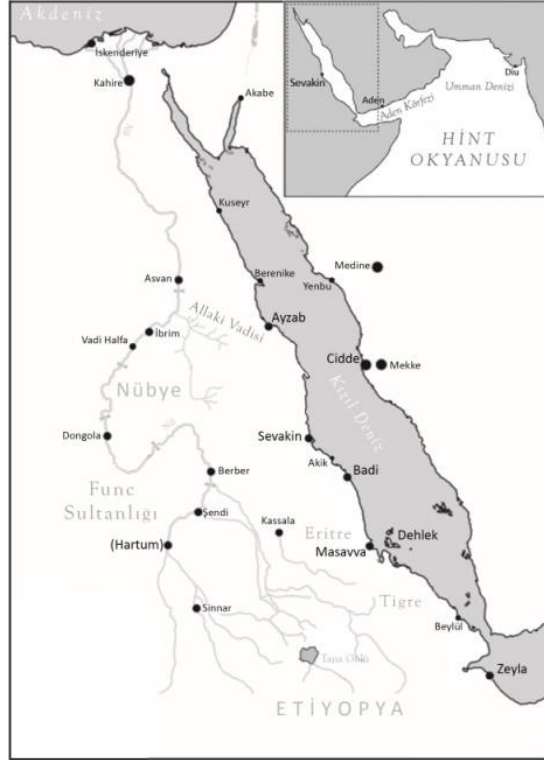 Akdeniz
İskenderiye
Kahire
Akabe
Sevakin
Aden
Aden Körfezi
Umman Denizi
Diu
HİNT
OKYANUSU
Kuseyr
Asvan
Berenike
Yenbu
Medine
Allaki Vadisi
Ayzab
Vadi Halfa
İbrim
Cidde
Mekke
Nübye
Kızıl Deniz
Dongola
Sevakin
Akik
Badi
Berber
Func
Sultanlığı
Şendi
Kassala
Eritre
(Hartum)
Masavva
Dehlek
Sinnar
Tigre
Beylül
Tana Gölü
Zeyla
ETİYOPYA